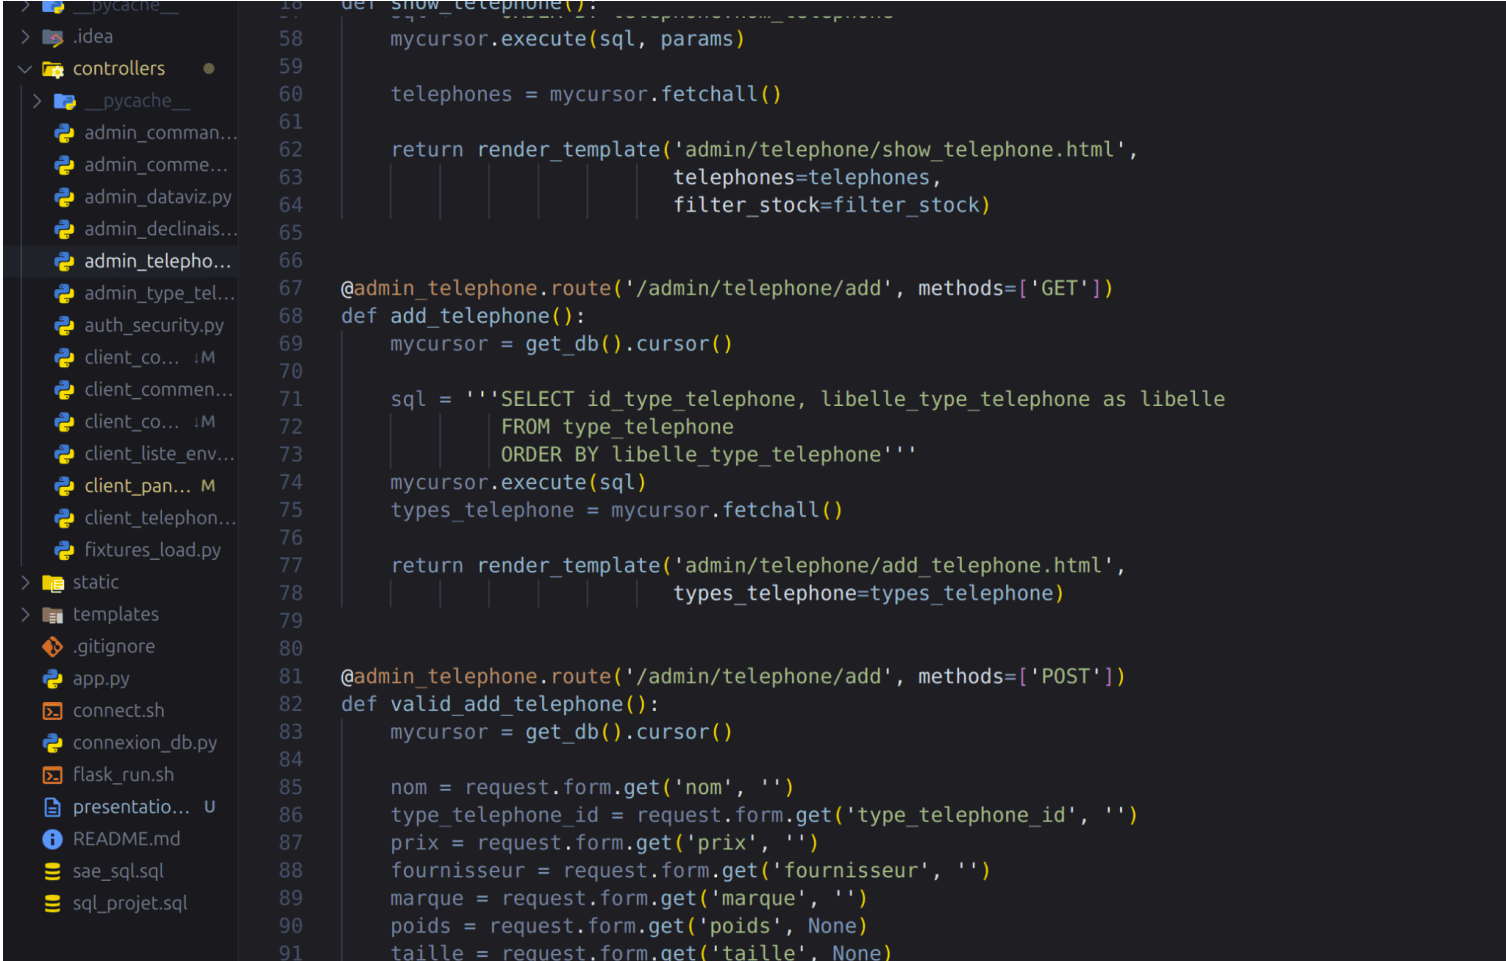 __pycache__
.idea
controllers
__pycache__
admin_comman...
admin_comme...
admin_dataviz.py
admin_declinais...
admin_telepho...
admin_type_tel...
auth_security.py
client_co... ↓M
client_commen...
client_co... ↓M
client_liste_env...
client_pan... M
client_telephon...
fixtures_load.py
static
templates
.gitignore
app.py
connect.sh
connexion_db.py
flask_run.sh
presentatio... U
README.md
sae_sql.sql
sql_projet.sql
18 def show_telephone():
57 sql = ORDER BY telephone.nom_telephone
58 mycursor.execute(sql, params)
59
60 telephones = mycursor.fetchall()
61
62 return render_template('admin/telephone/show_telephone.html',
63 telephones=telephones,
64 filter_stock=filter_stock)
65
66
67 @admin_telephone.route('/admin/telephone/add', methods=['GET'])
68 def add_telephone():
69 mycursor = get_db().cursor()
70
71 sql = '''SELECT id_type_telephone, libelle_type_telephone as libelle
72 FROM type_telephone
73 ORDER BY libelle_type_telephone'''
74 mycursor.execute(sql)
75 types_telephone = mycursor.fetchall()
76
77 return render_template('admin/telephone/add_telephone.html',
78 types_telephone=types_telephone)
79
80
81 @admin_telephone.route('/admin/telephone/add', methods=['POST'])
82 def valid_add_telephone():
83 mycursor = get_db().cursor()
84
85 nom = request.form.get('nom', '')
86 type_telephone_id = request.form.get('type_telephone_id', '')
87 prix = request.form.get('prix', '')
88 fournisseur = request.form.get('fournisseur', '')
89 marque = request.form.get('marque', '')
90 poids = request.form.get('poids', None)
91 taille = request.form.get('taille', None)